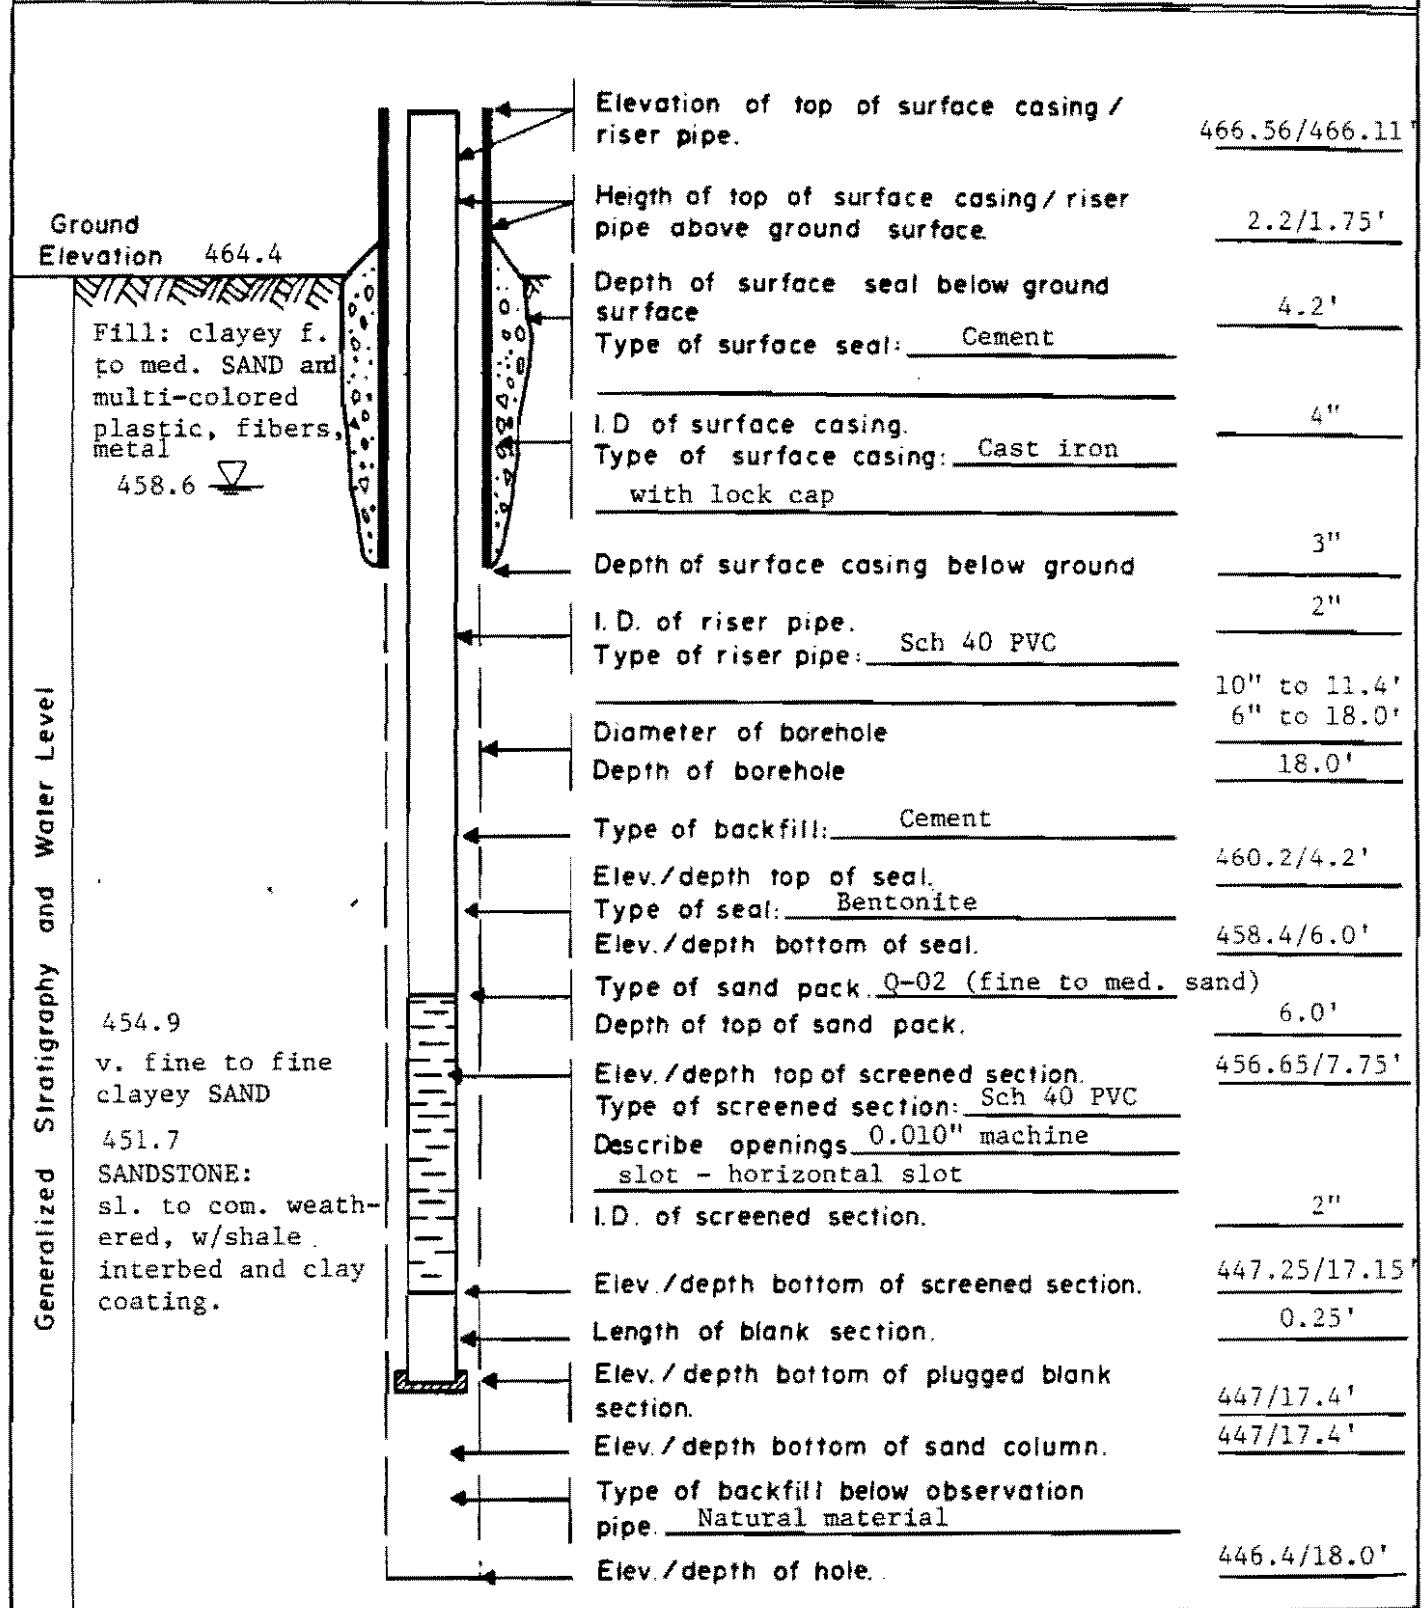 Elevation of top of surface casing /
riser pipe. 466.56/466.11'
Heigth of top of surface casing / riser
pipe above ground surface. 2.2/1.75'
Ground
Elevation 464.4
Depth of surface seal below ground
surface 4.2'
Type of surface seal: Cement
Fill: clayey f.
to med. SAND and
multi-colored
plastic, fibers,
metal
458.6
I.D of surface casing. 4"
Type of surface casing: Cast iron
with lock cap
Depth of surface casing below ground 3"
I.D. of riser pipe. 2"
Type of riser pipe: Sch 40 PVC
10" to 11.4'
6" to 18.0'
Diameter of borehole
Depth of borehole 18.0'
Type of backfill: Cement
Elev./depth top of seal. 460.2/4.2'
Type of seal: Bentonite
Elev./depth bottom of seal. 458.4/6.0'
Type of sand pack. Q-02 (fine to med. sand)
Depth of top of sand pack. 6.0'
Elev./depth top of screened section. 456.65/7.75'
Type of screened section: Sch 40 PVC
Describe openings 0.010" machine
slot - horizontal slot
I.D. of screened section. 2"
Elev./depth bottom of screened section. 447.25/17.15'
Length of blank section. 0.25'
Elev./depth bottom of plugged blank
section. 447/17.4'
Elev./depth bottom of sand column. 447/17.4'
Type of backfill below observation
pipe. Natural material
Elev./depth of hole. 446.4/18.0'
454.9
v. fine to fine
clayey SAND
451.7
SANDSTONE:
sl. to com. weath-
ered, w/shale
interbed and clay
coating.
Generalized Stratigraphy and Water Level